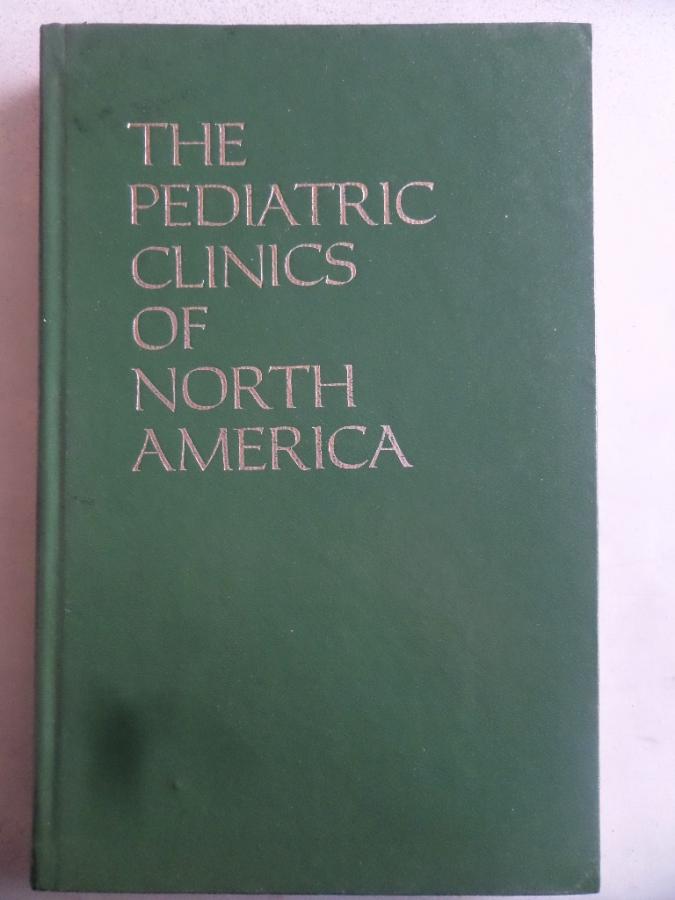 THE
PEDIATRIC
CLINICS
OF
NORTH
AMERICA